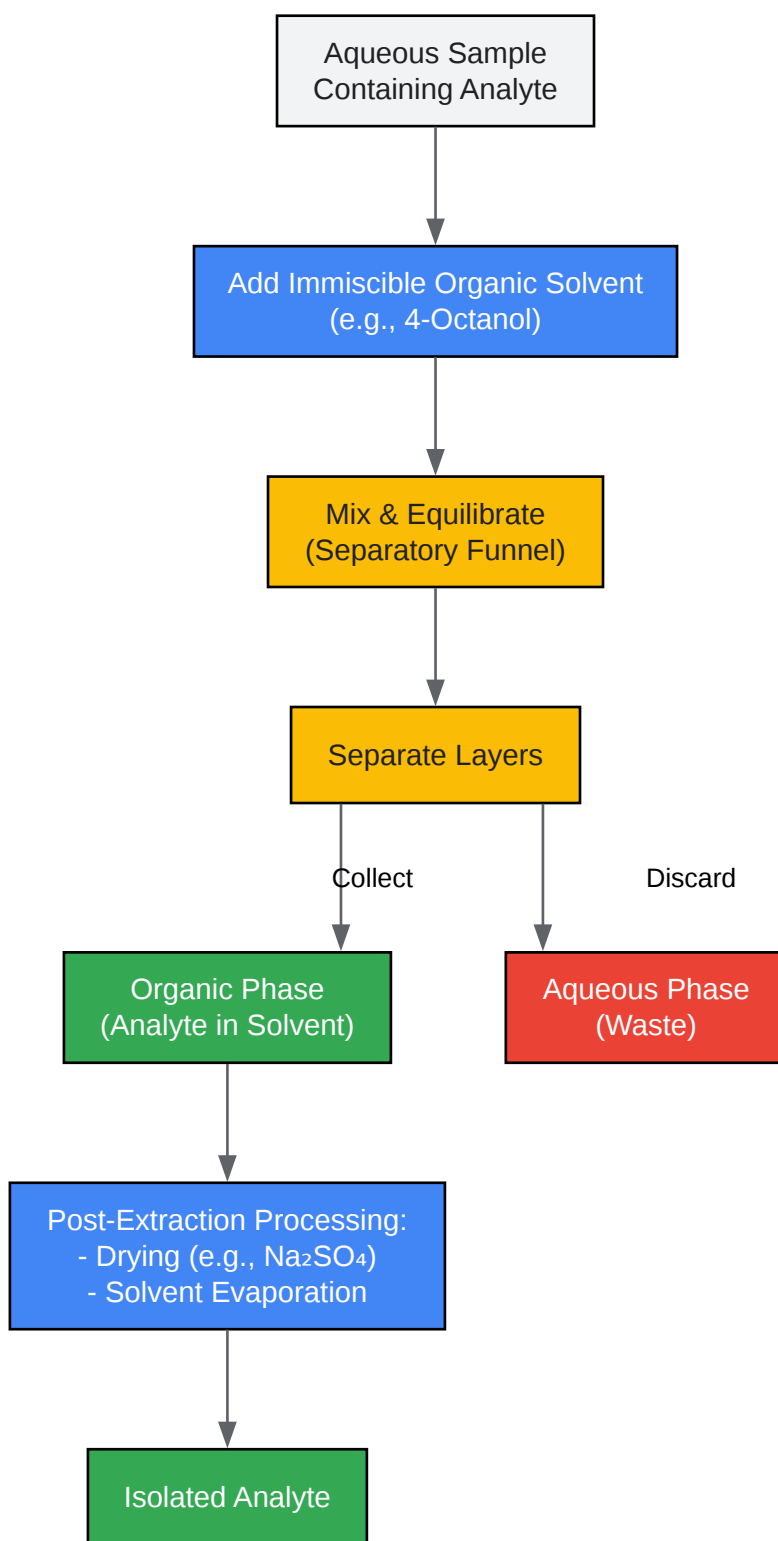 Aqueous Sample
Containing Analyte
Add Immiscible Organic Solvent
(e.g., 4-Octanol)
Mix & Equilibrate
(Separatory Funnel)
Separate Layers
Collect
Discard
Organic Phase
(Analyte in Solvent)
Aqueous Phase
(Waste)
Post-Extraction Processing:
- Drying (e.g., Na₂SO₄)
- Solvent Evaporation
Isolated Analyte